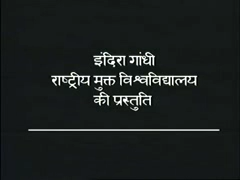 इंदिरा गांधी
राष्ट्रीय मुक्त विश्वविद्यालय
की प्रस्तुति